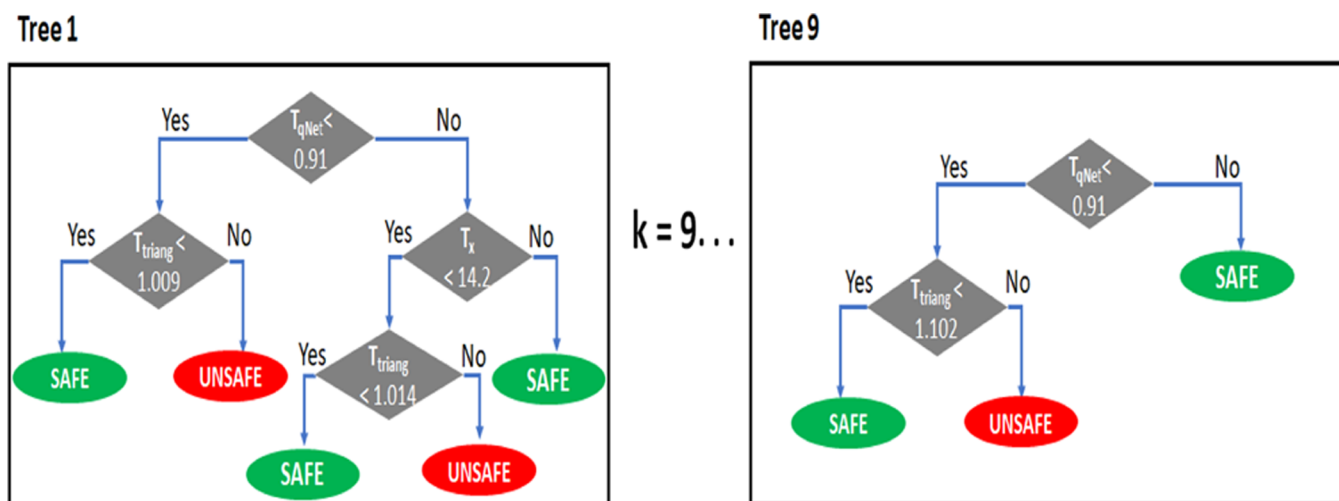 Tree 1
Yes
T_qNet <
0.91
No
Yes
T_triang <
1.009
No
Yes
T_x
< 14.2
No
SAFE
UNSAFE
Yes
T_triang
< 1.014
No
SAFE
SAFE
UNSAFE
k = 9...
Tree 9
Yes
T_qNet <
0.91
No
Yes
T_triang <
1.102
No
SAFE
SAFE
UNSAFE